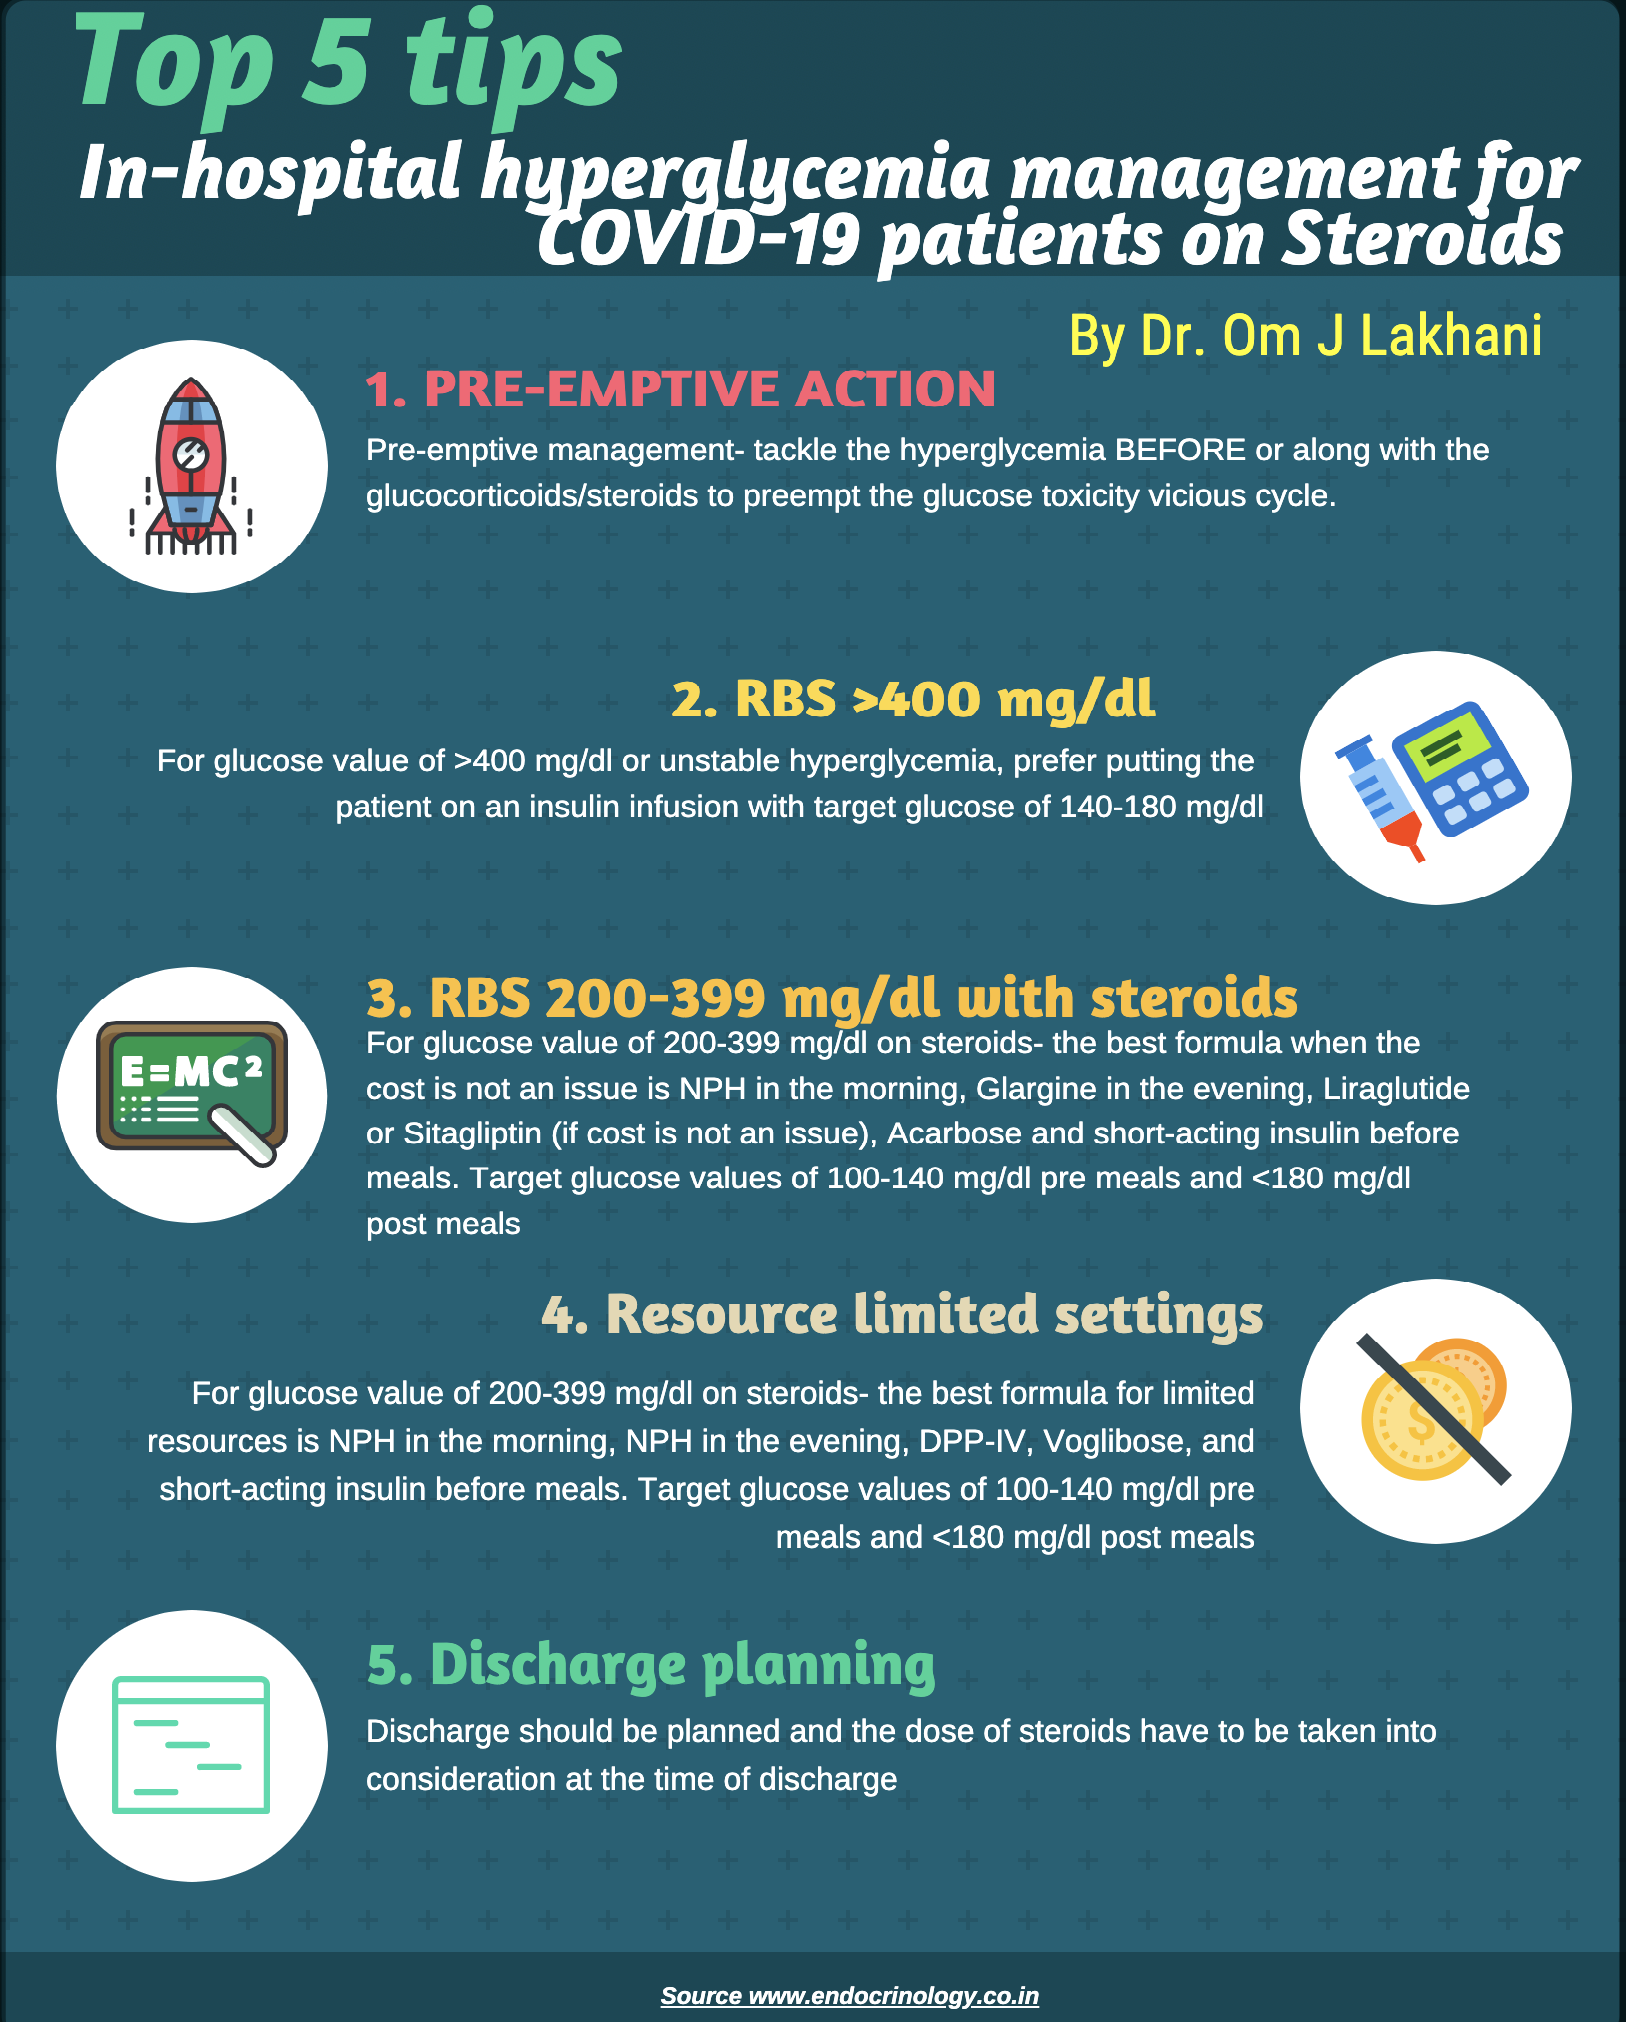 Top 5 tips
In-hospital hyperglycemia management for
COVID-19 patients on Steroids
By Dr. Om J Lakhani
1. PRE-EMPTIVE ACTION
Pre-emptive management- tackle the hyperglycemia BEFORE or along with the
glucocorticoids/steroids to preempt the glucose toxicity vicious cycle.
2. RBS >400 mg/dl
For glucose value of >400 mg/dl or unstable hyperglycemia, prefer putting the
patient on an insulin infusion with target glucose of 140-180 mg/dl
3. RBS 200-399 mg/dl with steroids
E=MC²
For glucose value of 200-399 mg/dl on steroids- the best formula when the
cost is not an issue is NPH in the morning, Glargine in the evening, Liraglutide
or Sitagliptin (if cost is not an issue), Acarbose and short-acting insulin before
meals. Target glucose values of 100-140 mg/dl pre meals and <180 mg/dl
post meals
4. Resource limited settings
For glucose value of 200-399 mg/dl on steroids- the best formula for limited
resources is NPH in the morning, NPH in the evening, DPP-IV, Voglibose, and
short-acting insulin before meals. Target glucose values of 100-140 mg/dl pre
meals and <180 mg/dl post meals
$
5. Discharge planning
Discharge should be planned and the dose of steroids have to be taken into
consideration at the time of discharge
Source www.endocrinology.co.in